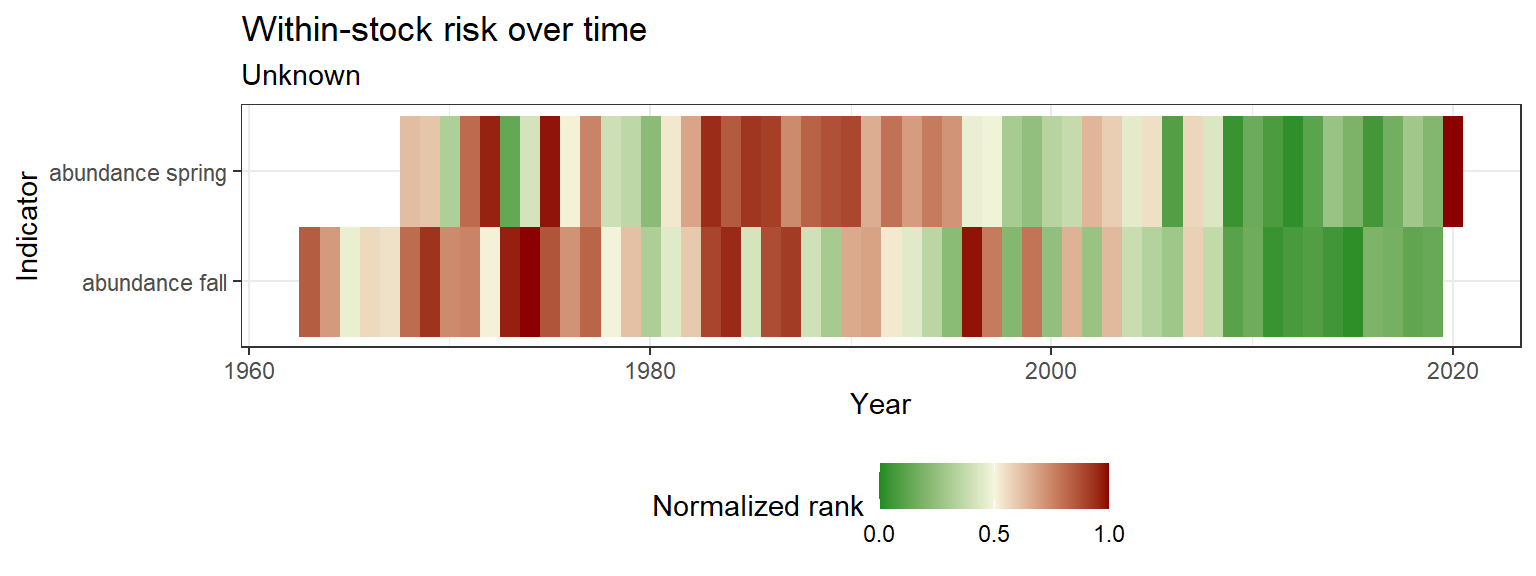 Within-stock risk over time
Unknown
Indicator
abundance spring
abundance fall
1960 1980 2000 2020
Year
Normalized rank
0.0 0.5 1.0